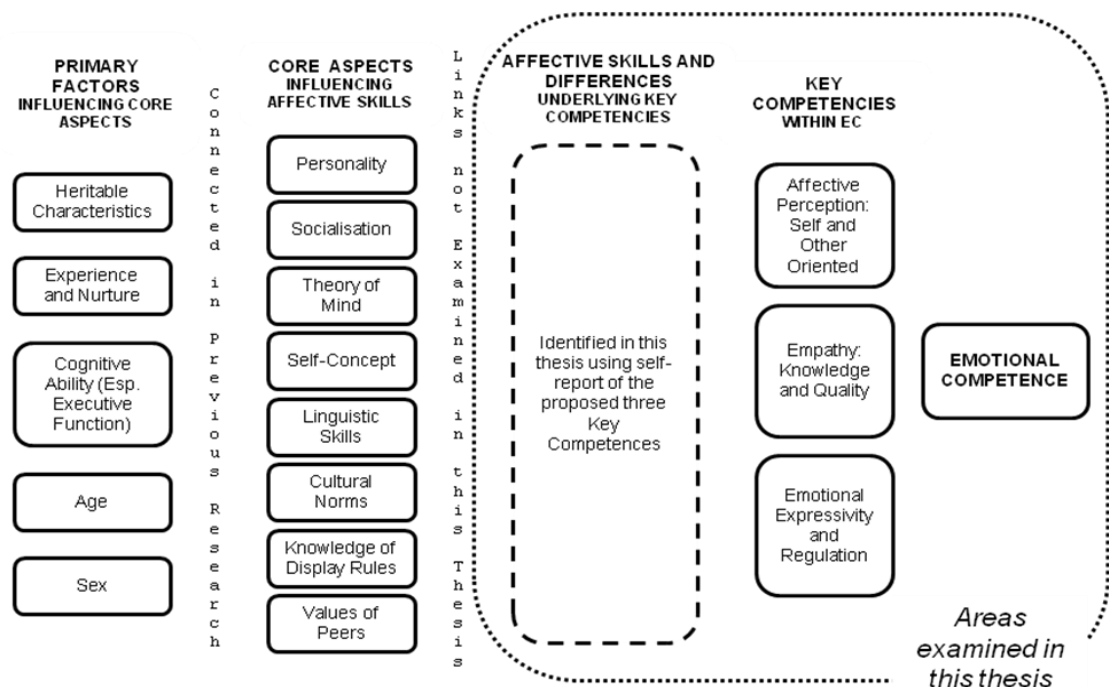 PRIMARY
FACTORS
INFLUENCING CORE
ASPECTS
Heritable
Characteristics
Experience
and Nurture
Cognitive
Ability (Esp.
Executive
Function)
Age
Sex
Connected in Previous Research
CORE ASPECTS
INFLUENCING
AFFECTIVE SKILLS
Personality
Socialisation
Theory of
Mind
Self-Concept
Linguistic
Skills
Cultural
Norms
Knowledge of
Display Rules
Values of
Peers
Links not Examined in this Thesis
AFFECTIVE SKILLS AND
DIFFERENCES
UNDERLYING KEY
COMPETENCIES
Identified in this
thesis using self-
report of the
proposed three
Key
Competences
KEY
COMPETENCIES
WITHIN EC
Affective
Perception:
Self and
Other
Oriented
Empathy:
Knowledge
and Quality
Emotional
Expressivity
and
Regulation
EMOTIONAL
COMPETENCE
Areas
examined in
this thesis